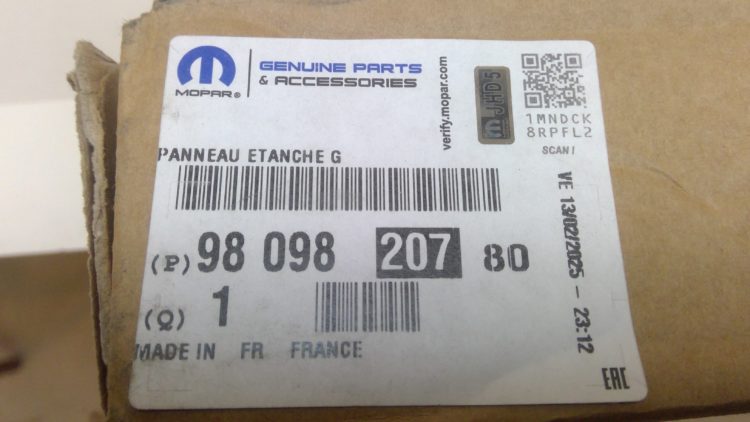 MOPAR®
GENUINE PARTS
& ACCESSORIES
verify.mopar.com
JHD5
1MNDCK
8RPFL2
SCAN!
PANNEAU ETANCHE G
(P) 98 098 207 80
(Q) 1
MADE IN FR FRANCE
VE 13/02/2025 - 23:12
EAC